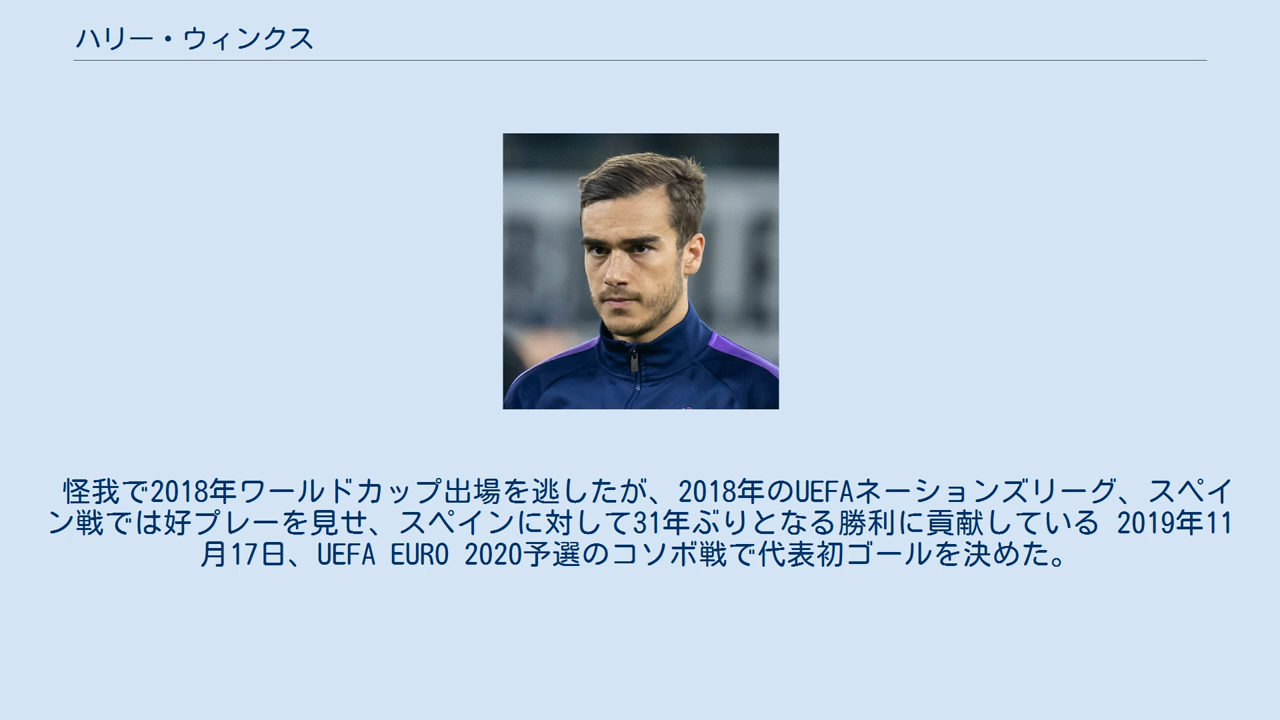 ハリー・ウィンクス
怪我で2018年ワールドカップ出場を逃したが、2018年のUEFAネーションズリーグ、スペイ
ン戦では好プレーを見せ、スペインに対して31年ぶりとなる勝利に貢献している 2019年11
月17日、UEFA EURO 2020予選のコソボ戦で代表初ゴールを決めた。